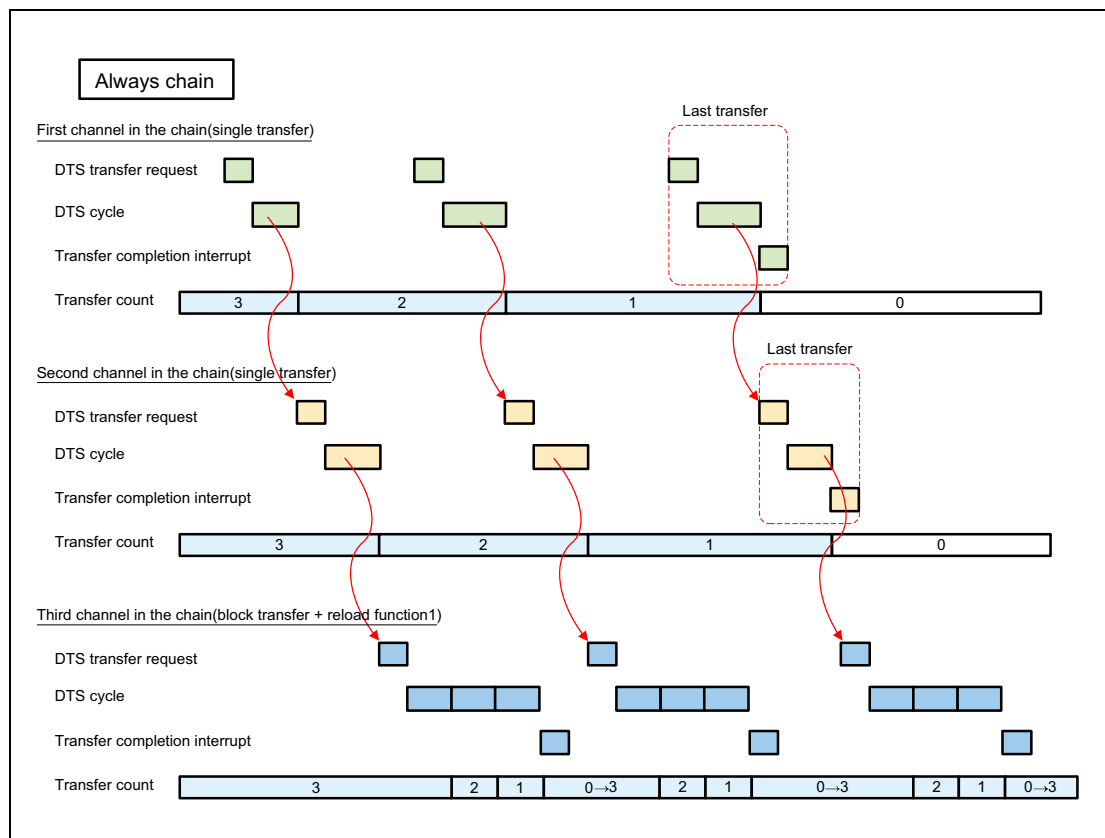 Always chain
Last transfer
First channel in the chain(single transfer)
DTS transfer request
DTS cycle
Transfer completion interrupt
Transfer count 3 2 1 0
Last transfer
Second channel in the chain(single transfer)
DTS transfer request
DTS cycle
Transfer completion interrupt
Transfer count 3 2 1 0
Third channel in the chain(block transfer + reload function1)
DTS transfer request
DTS cycle
Transfer completion interrupt
Transfer count 3 2 1 0→3 2 1 0→3 2 1 0→3